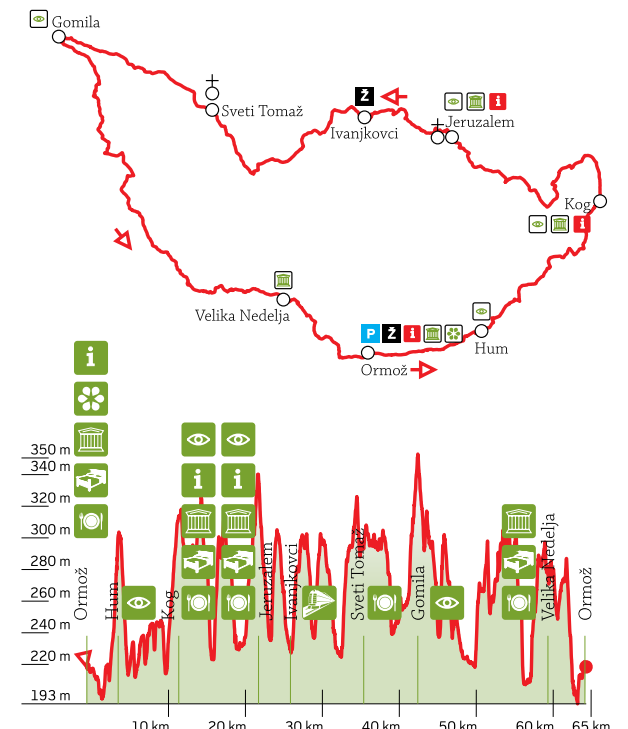 Gomila
Sveti Tomaž
Ž
Jeruzalem
Ivanjkovci
Kog
Velika Nedelja
P Ž i
Hum
Ormož
350 m
340 m
320 m
300 m
280 m
260 m
240 m
220 m
193 m
Ormož
Hum
Kog
Jeruzalem
Ivanjkovci
Sveti Tomaž
Gomila
Velika Nedelja
Ormož
10 km 20 km 30 km 40 km 50 km 60 km 65 km